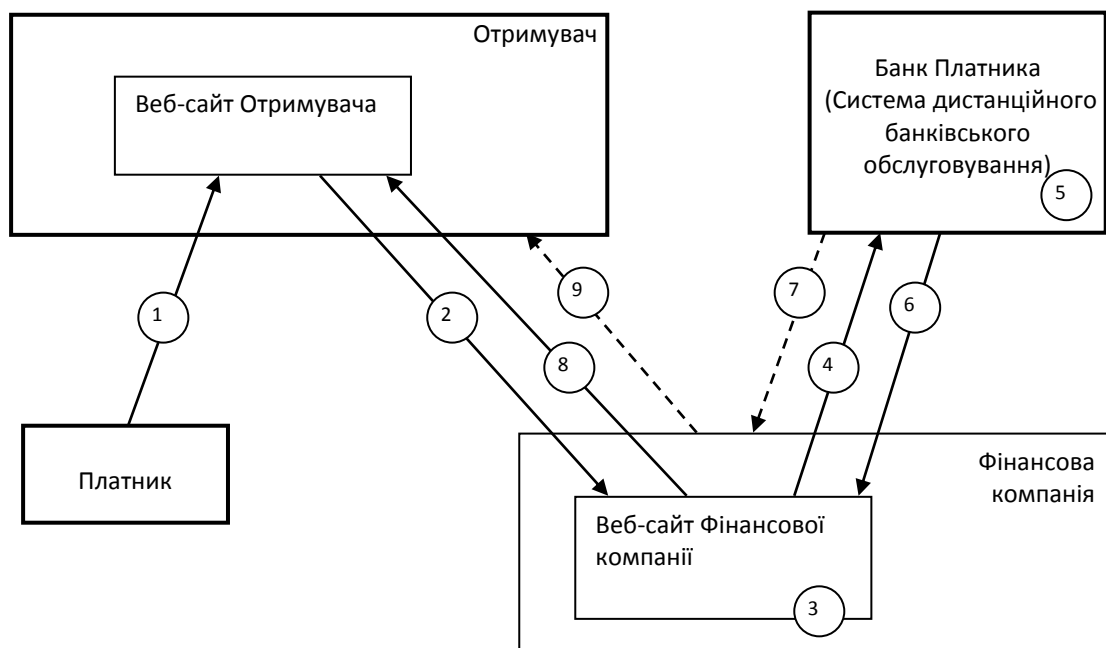 Отримувач
Веб-сайт Отримувача
Банк Платника
(Система дистанційного
банківського
обслуговування)
5
1
2
9
7
6
8
4
Платник
Фінансова
компанія
Веб-сайт Фінансової
компанії
3